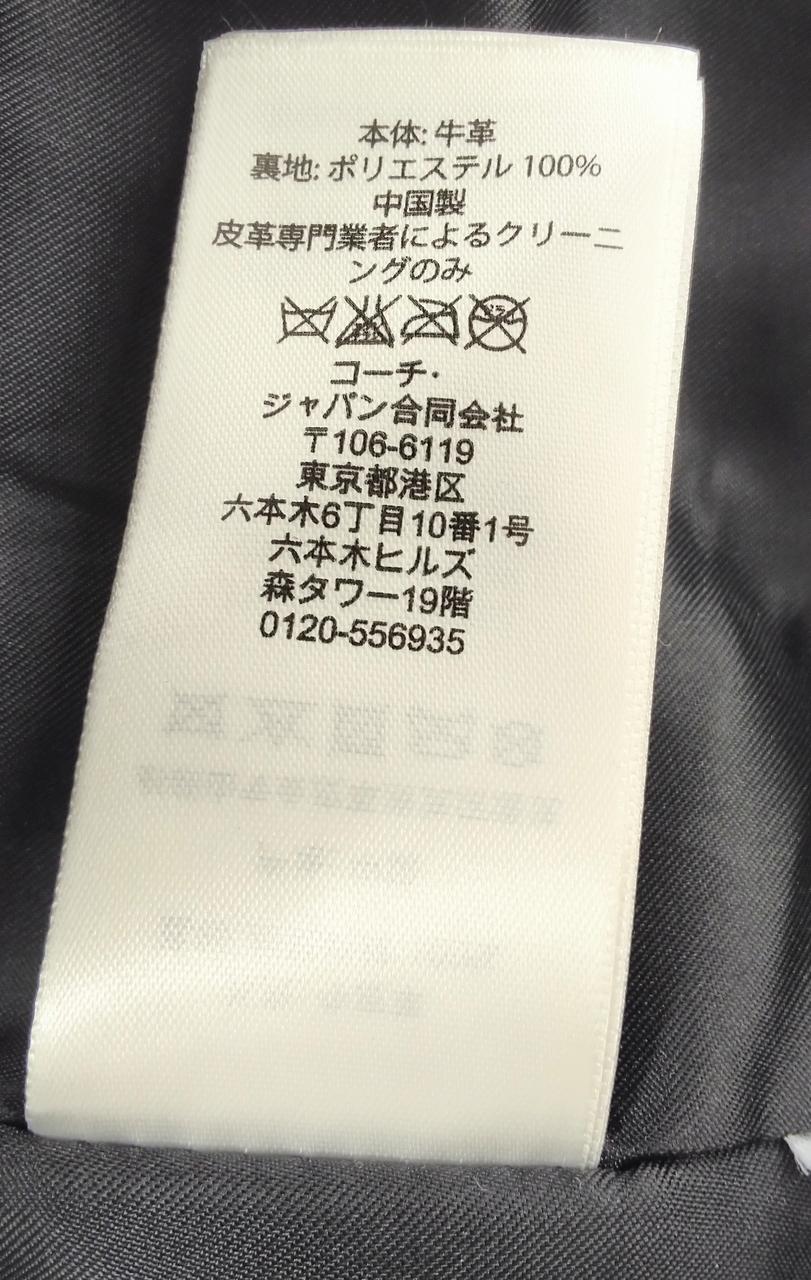 本体: 牛革
裏地: ポリエステル 100%
中国製
皮革専門業者によるクリーニ
ングのみ
コーチ・
ジャパン合同会社
〒106-6119
東京都港区
六本木6丁目10番1号
六本木ヒルズ
森タワー19階
0120-556935